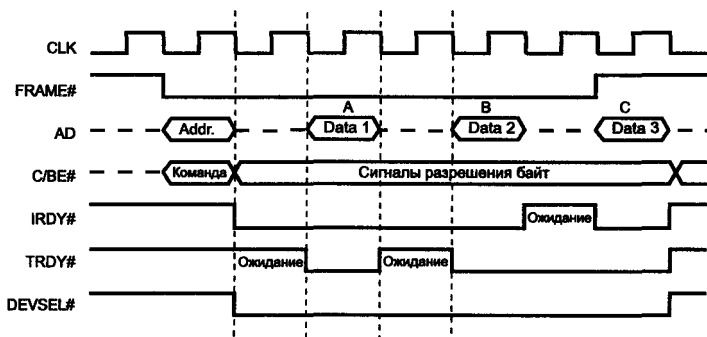 CLK
FRAME#
A B C
AD Addr. Data 1 Data 2 Data 3
C/BE# Команда Сигналы разрешения байт
IRDY# Ожидание
TRDY# Ожидание Ожидание
DEVSEL#